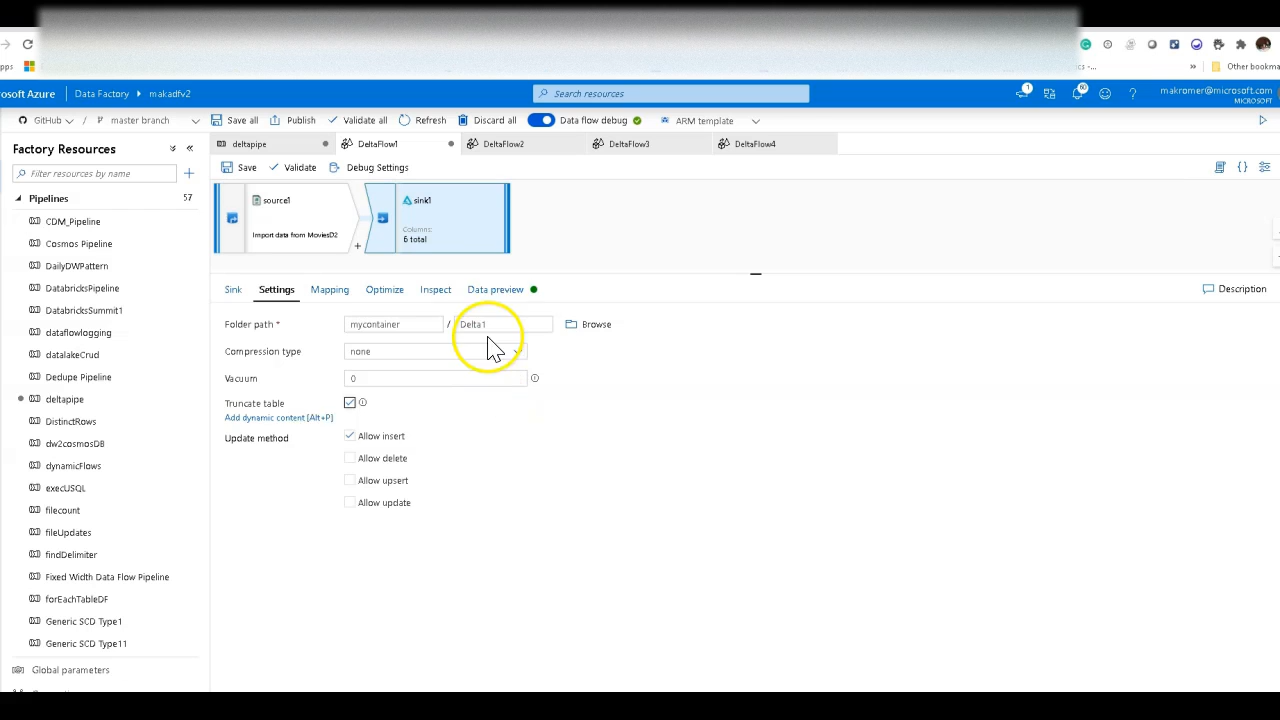 Other bookma
pps
»
osoft Azure
Data Factory
makadfv2
Search resources
1
60
makromer@microsoft.com
MICROSOFT
GitHub
master branch
Save all
Publish
Validate all
Refresh
Discard all
Data flow debug
ARM template
Factory Resources
deltapipe
DeltaFlow1
DeltaFlow2
DeltaFlow3
DeltaFlow4
Filter resources by name
Save
Validate
Debug Settings
Pipelines
57
CDM_Pipeline
Cosmos Pipeline
DailyDWPattern
DatabricksPipeline
DatabricksSummit1
dataflowlogging
datalakeCrud
Dedupe Pipeline
deltapipe
DistinctRows
dw2cosmosDB
dynamicFlows
execUSQL
filecount
fileUpdates
findDelimiter
Fixed Width Data Flow Pipeline
forEachTableDF
Generic SCD Type1
Generic SCD Type11
Global parameters
source1
Import data from MoviesD2
sink1
Columns:
6 total
Sink
Settings
Mapping
Optimize
Inspect
Data preview
Description
Folder path *
mycontainer
/
Delta1
Browse
Compression type
none
Vacuum
0
Truncate table
Add dynamic content [Alt+P]
Update method
Allow insert
Allow delete
Allow upsert
Allow update